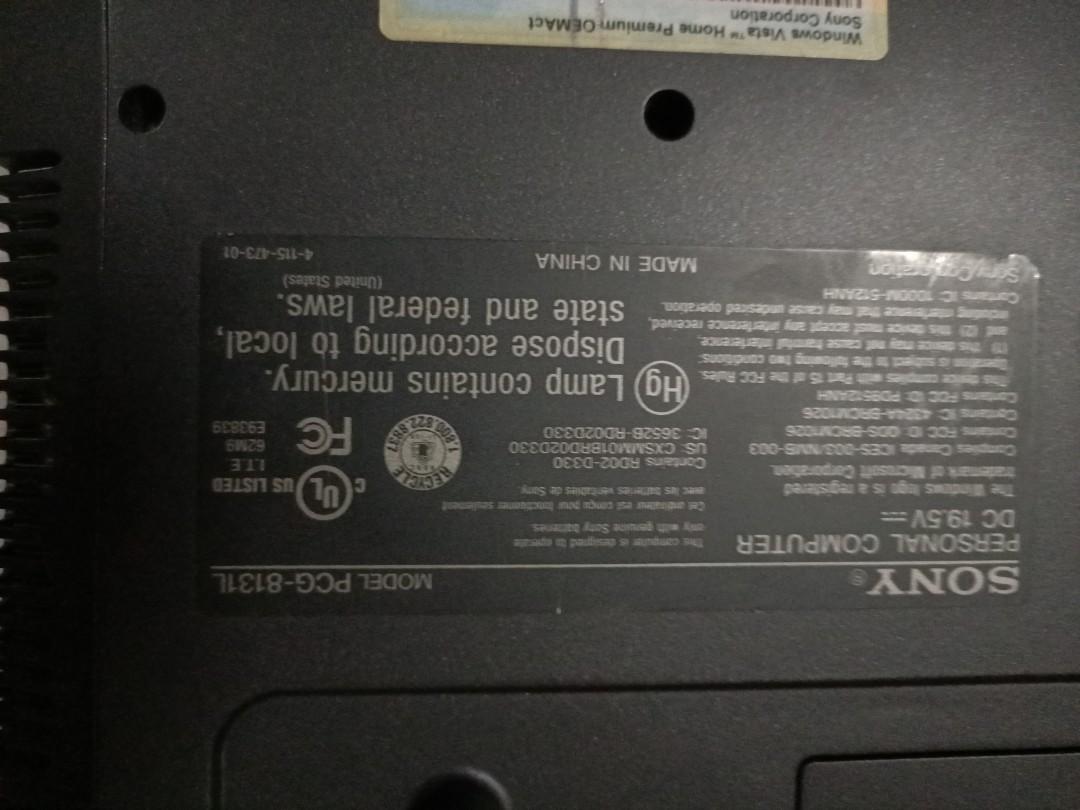 SONY® MODEL PCG-8131L
PERSONAL COMPUTER
DC 19.5V
The Windows logo is a registered
trademark of Microsoft Corporation.
Complies Canada ICES-003/NMB-003
Contains FCC ID: QDS-BRCM1026
Contains IC: 4324A-BRCM1026
Contains FCC ID: PD9512ANH
This device complies with Part 15 of the FCC Rules.
Operation is subject to the following two conditions:
(1) this device may not cause harmful interference,
and (2) this device must accept any interference received,
including interference that may cause undesired operation.
Contains IC: 1000M-512ANH
Sony Corporation MADE IN CHINA
This computer is designed to operate
only with genuine Sony batteries.
Cet ordinateur est conçu pour fonctionner seulement
avec les batteries véritables de Sony.
Contains RD02-D330
US: CXSMM01BRD02D330
IC: 3652B-RD02D330
RECYCLE
1.800.822.8837
C UL US LISTED
I.T.E.
62M9
E93839
FC
Hg Lamp contains mercury.
Dispose according to local,
state and federal laws.
(United States)
4-115-473-01
Windows Vista™ Home Premium OEMAct
Sony Corporation